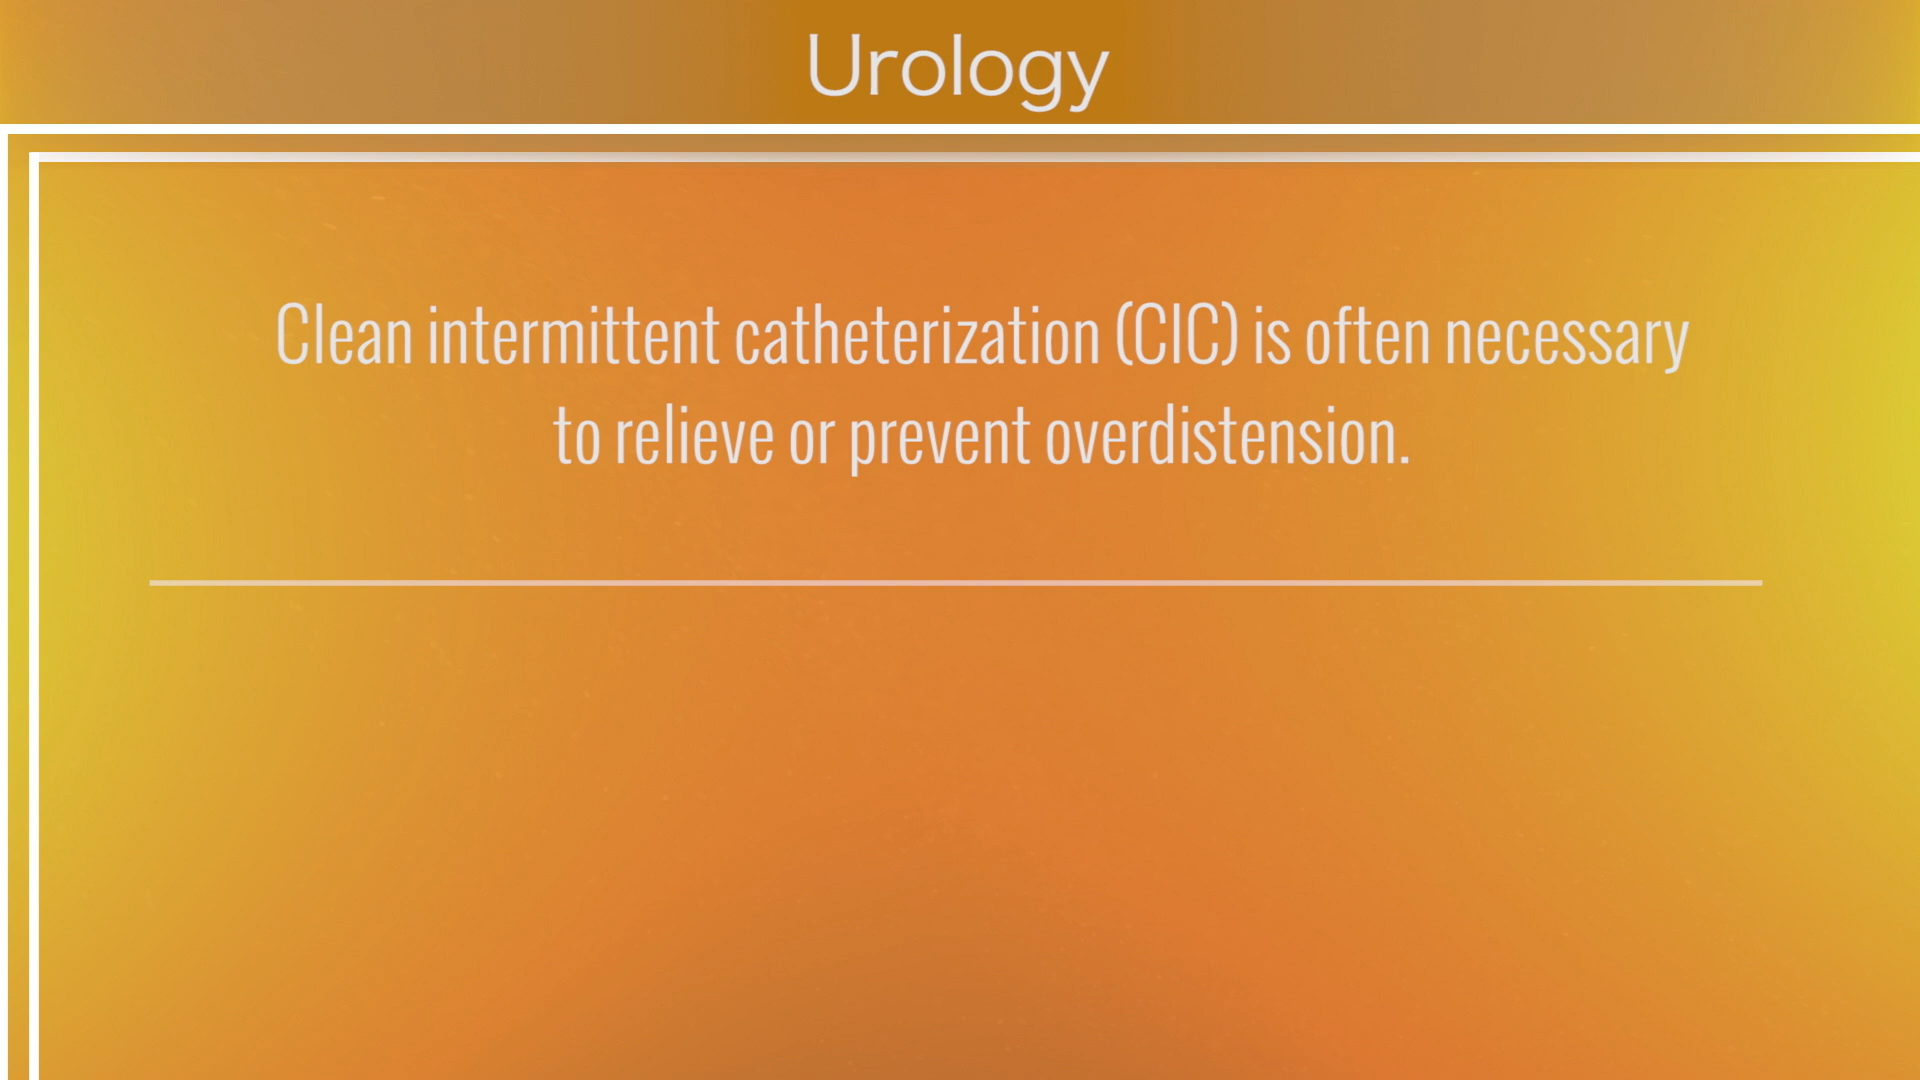 Urology
Clean intermittent catheterization (CIC) is often necessary
to relieve or prevent overdistension.